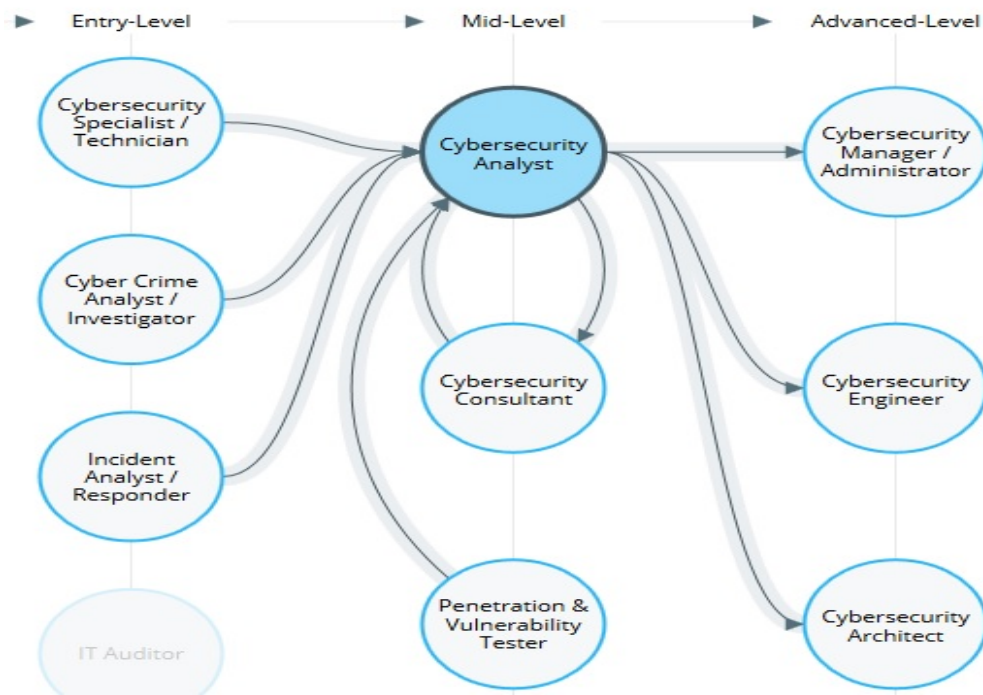 Entry-Level
Mid-Level
Advanced-Level
Cybersecurity
Specialist /
Technician
Cyber Crime
Analyst /
Investigator
Incident
Analyst /
Responder
IT Auditor
Cybersecurity
Analyst
Cybersecurity
Consultant
Penetration &
Vulnerability
Tester
Cybersecurity
Manager /
Administrator
Cybersecurity
Engineer
Cybersecurity
Architect